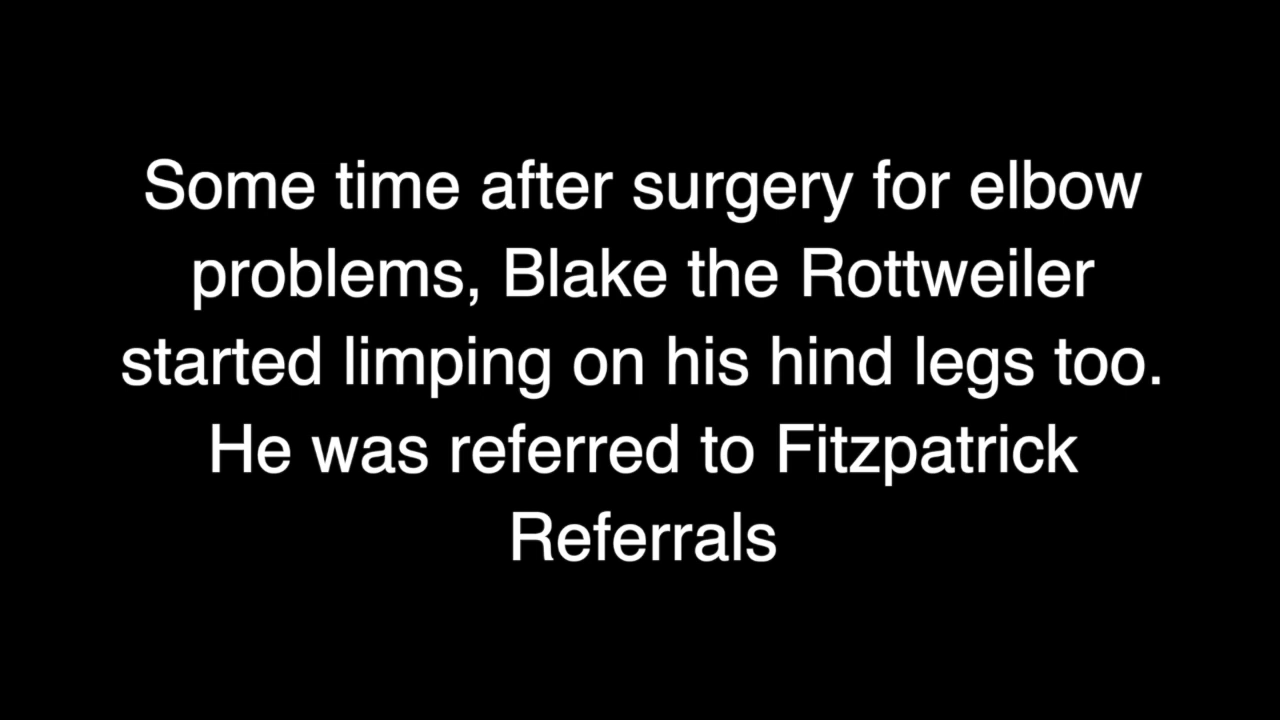 Some time after surgery for elbow
problems, Blake the Rottweiler
started limping on his hind legs too.
He was referred to Fitzpatrick
Referrals